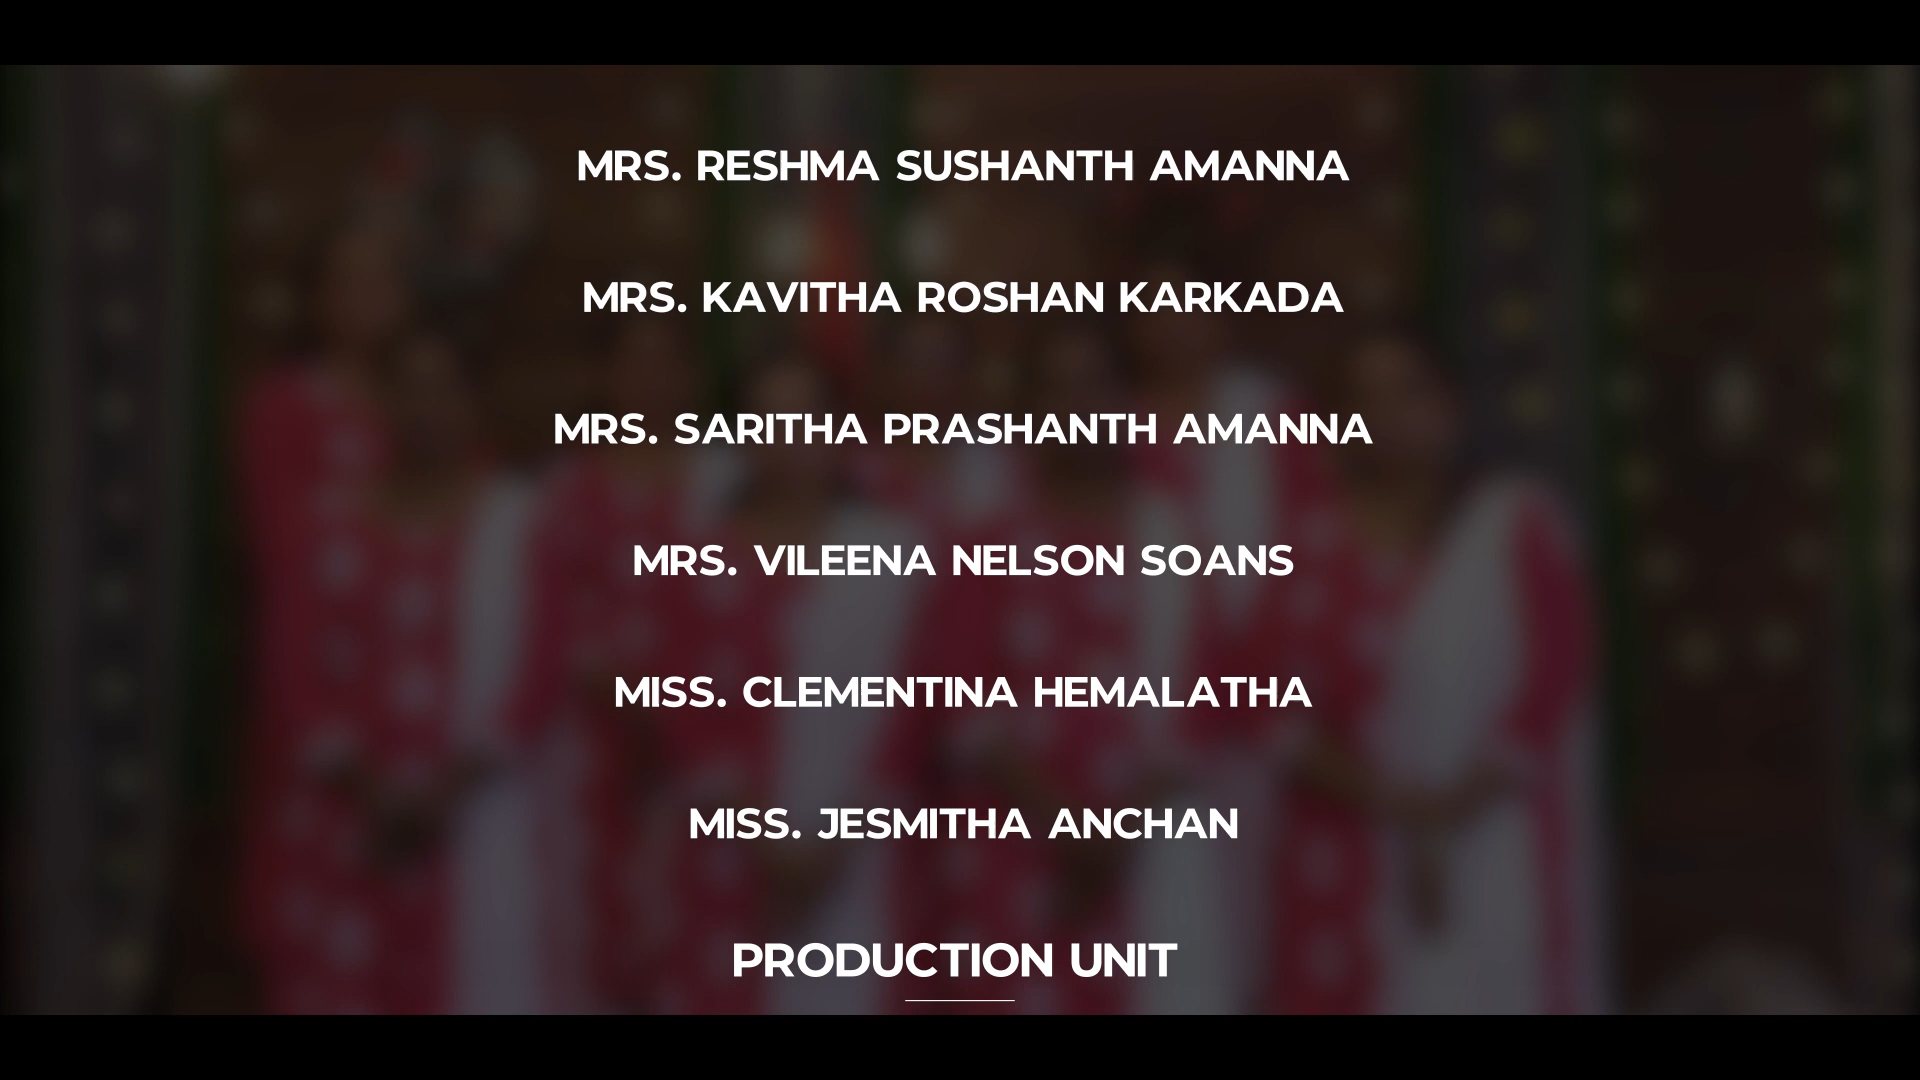 MRS. RESHMA SUSHANTH AMANNA
MRS. KAVITHA ROSHAN KARKADA
MRS. SARITHA PRASHANTH AMANNA
MRS. VILEENA NELSON SOANS
MISS. CLEMENTINA HEMALATHA
MISS. JESMITHA ANCHAN
PRODUCTION UNIT